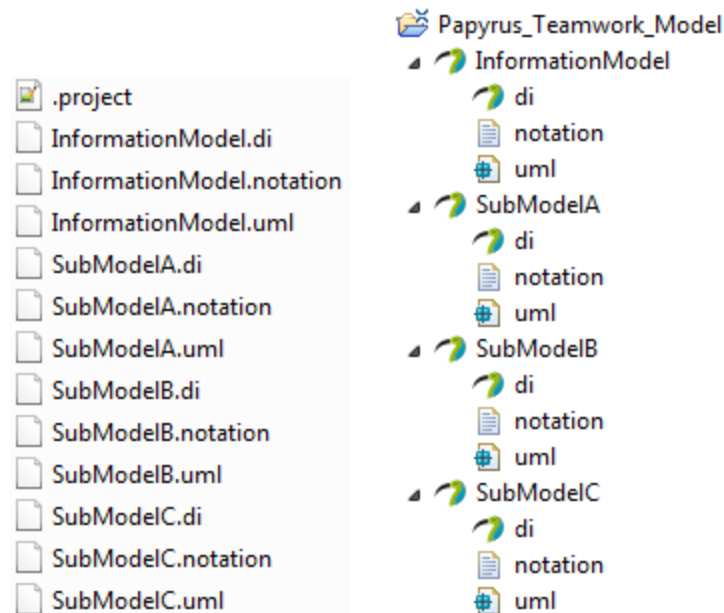 .project
InformationModel.di
InformationModel.notation
InformationModel.uml
SubModelA.di
SubModelA.notation
SubModelA.uml
SubModelB.di
SubModelB.notation
SubModelB.uml
SubModelC.di
SubModelC.notation
SubModelC.uml
Papyrus_Teamwork_Model
InformationModel
di
notation
uml
SubModelA
di
notation
uml
SubModelB
di
notation
uml
SubModelC
di
notation
uml